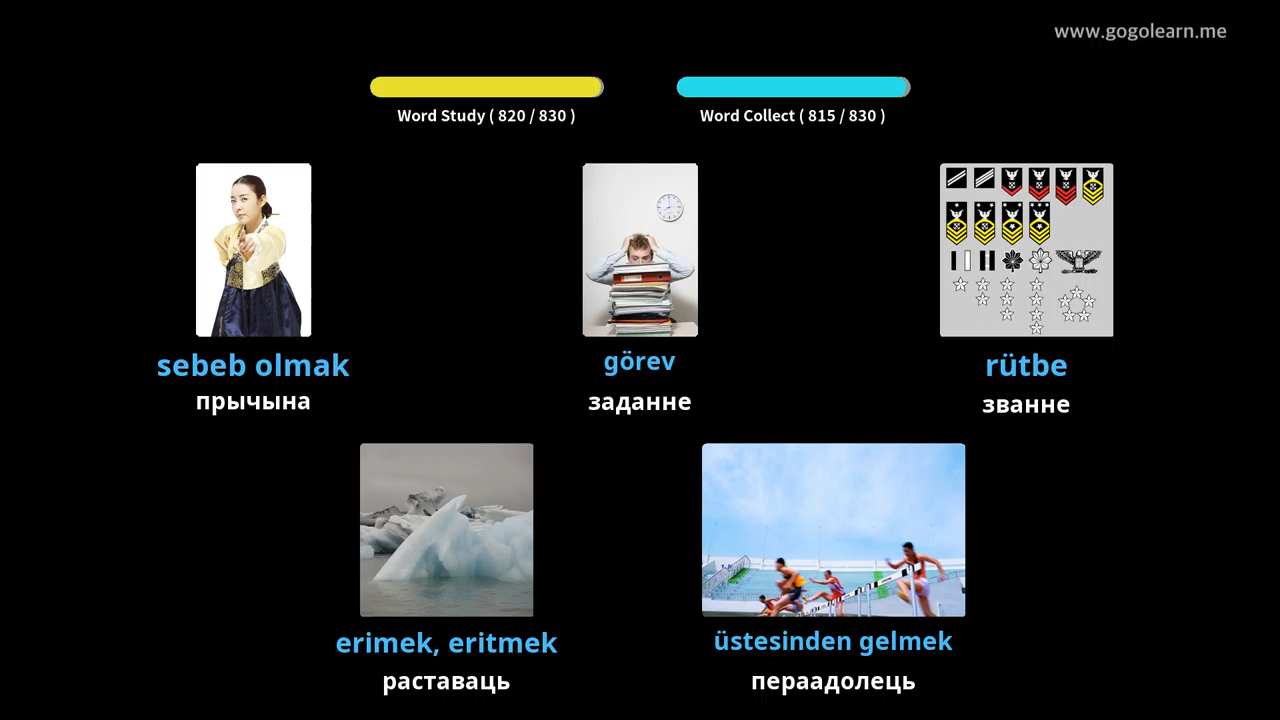 www.gogolearn.me
Word Study ( 820 / 830 )
Word Collect ( 815 / 830 )
sebeb olmak
прычына
görev
заданне
rütbe
званне
erimek, eritmek
раставаць
üstesinden gelmek
пераадолець